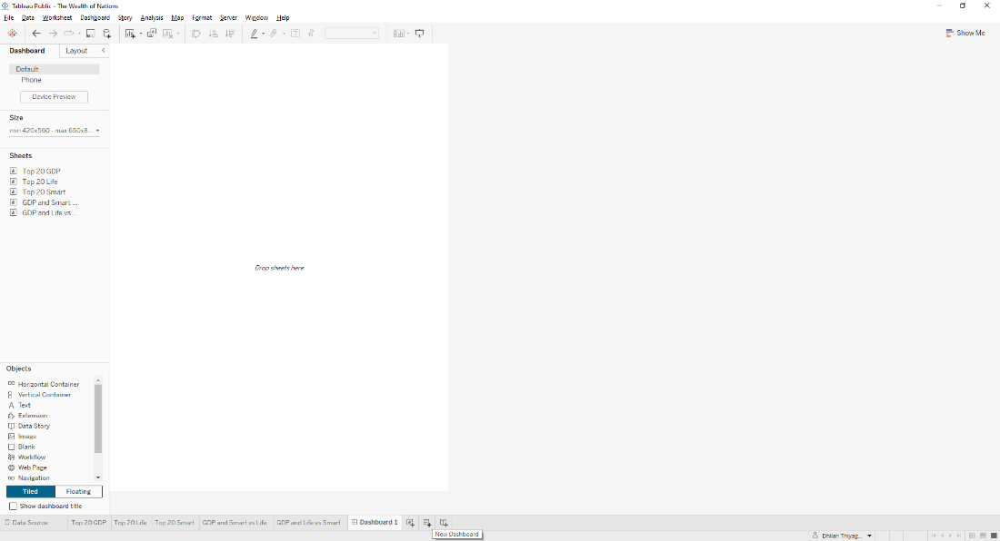 Tableau Public - The Wealth of Nations
File Data Worksheet Dashboard Story Analysis Map Format Server Window Help
Show Me
Dashboard Layout
Default
Phone
Device Preview
Size
min 420x560 - max 650x8...
Sheets
Top 20 GDP
Top 20 Life
Top 20 Smart
GDP and Smart ...
GDP and Life vs ...
Drop sheets here
Objects
Horizontal Container
Vertical Container
Text
Extension
Data Story
Image
Blank
Workflow
Web Page
Navigation
Tiled Floating
Show dashboard title
Data Source Top 20 GDP Top 20 Life Top 20 Smart GDP and Smart vs Life GDP and Life vs Smart Dashboard 1
New Dashboard
Dhilan Thiyag...